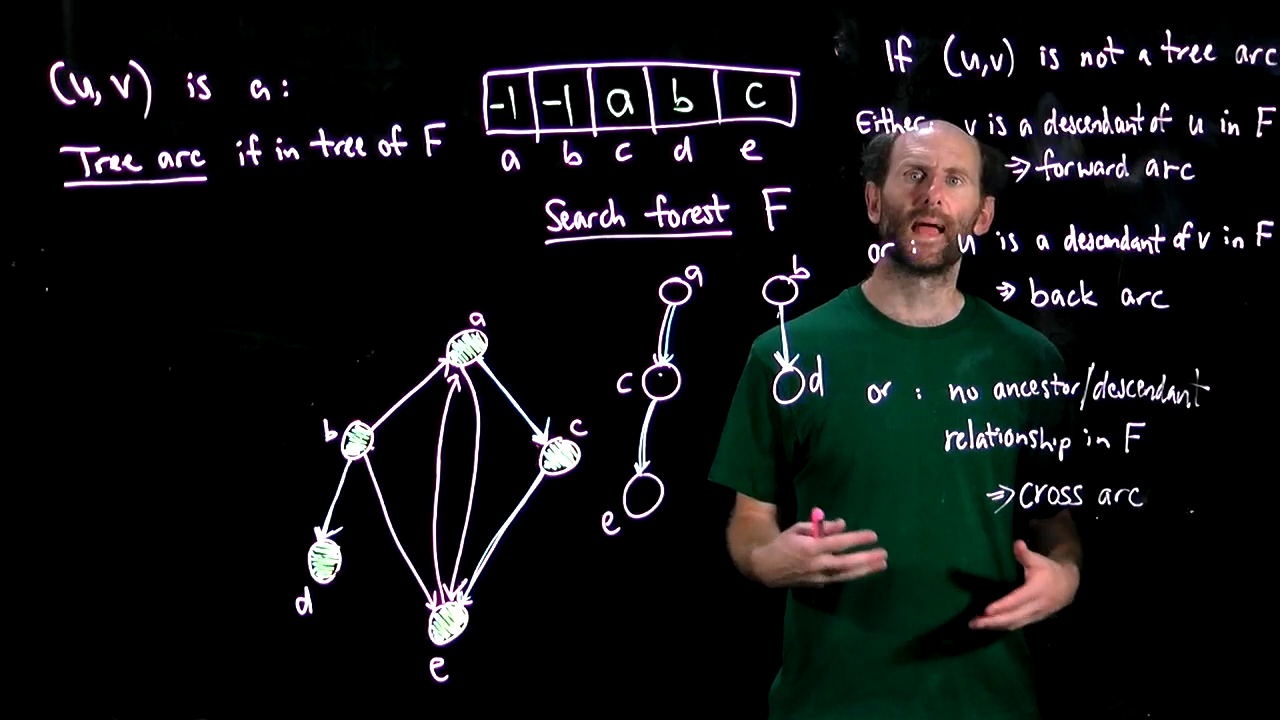 (u,v) is a:
Tree arc if in tree of F
-1 -1 a b c
a b c d e
Search forest F
If (u,v) is not a tree arc
Either: v is a descendant of u in F
⇒ forward arc
or: u is a descendant of v in F
⇒ back arc
or: no ancestor/descendant
relationship in F
⇒ cross arc
a
b
c
d
e
a
c
e
b
d